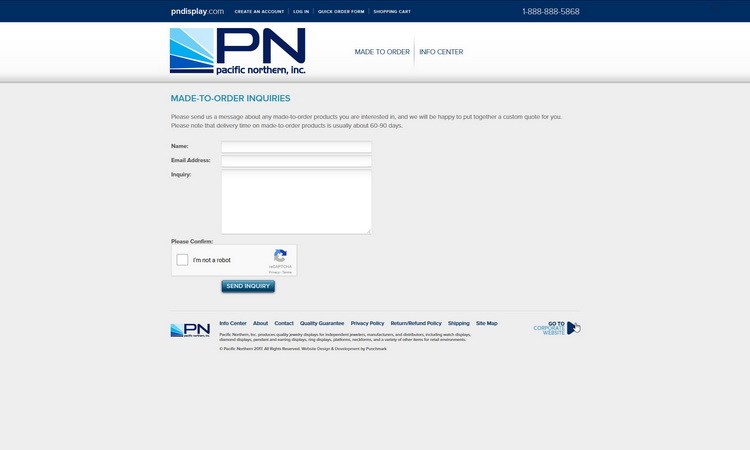 pndisplay.com CREATE AN ACCOUNT LOG IN QUICK ORDER FORM SHOPPING CART 1-888-888-5868
PN
pacific northern, inc.
MADE TO ORDER INFO CENTER
MADE-TO-ORDER INQUIRIES
Please send us a message about any made-to-order products you are interested in, and we will be happy to put together a custom quote for you.
Please note that delivery time on made-to-order products is usually about 60-90 days.
Name:
Email Address:
Inquiry:
Please Confirm:
I'm not a robot
reCAPTCHA
Privacy - Terms
SEND INQUIRY
PN
pacific northern, inc.
Info Center About Contact Quality Guarantee Privacy Policy Return/Refund Policy Shipping Site Map
Pacific Northern, Inc. produces quality jewelry displays for independent jewelers, manufacturers, and distributors, including watch displays,
diamond displays, pendant and earring displays, ring displays, platforms, neckforms, and a variety of other items for retail environments.
© Pacific Northern 2017. All Rights Reserved. Website Design & Development by Punchmark
GO TO
CORPORATE
WEBSITE